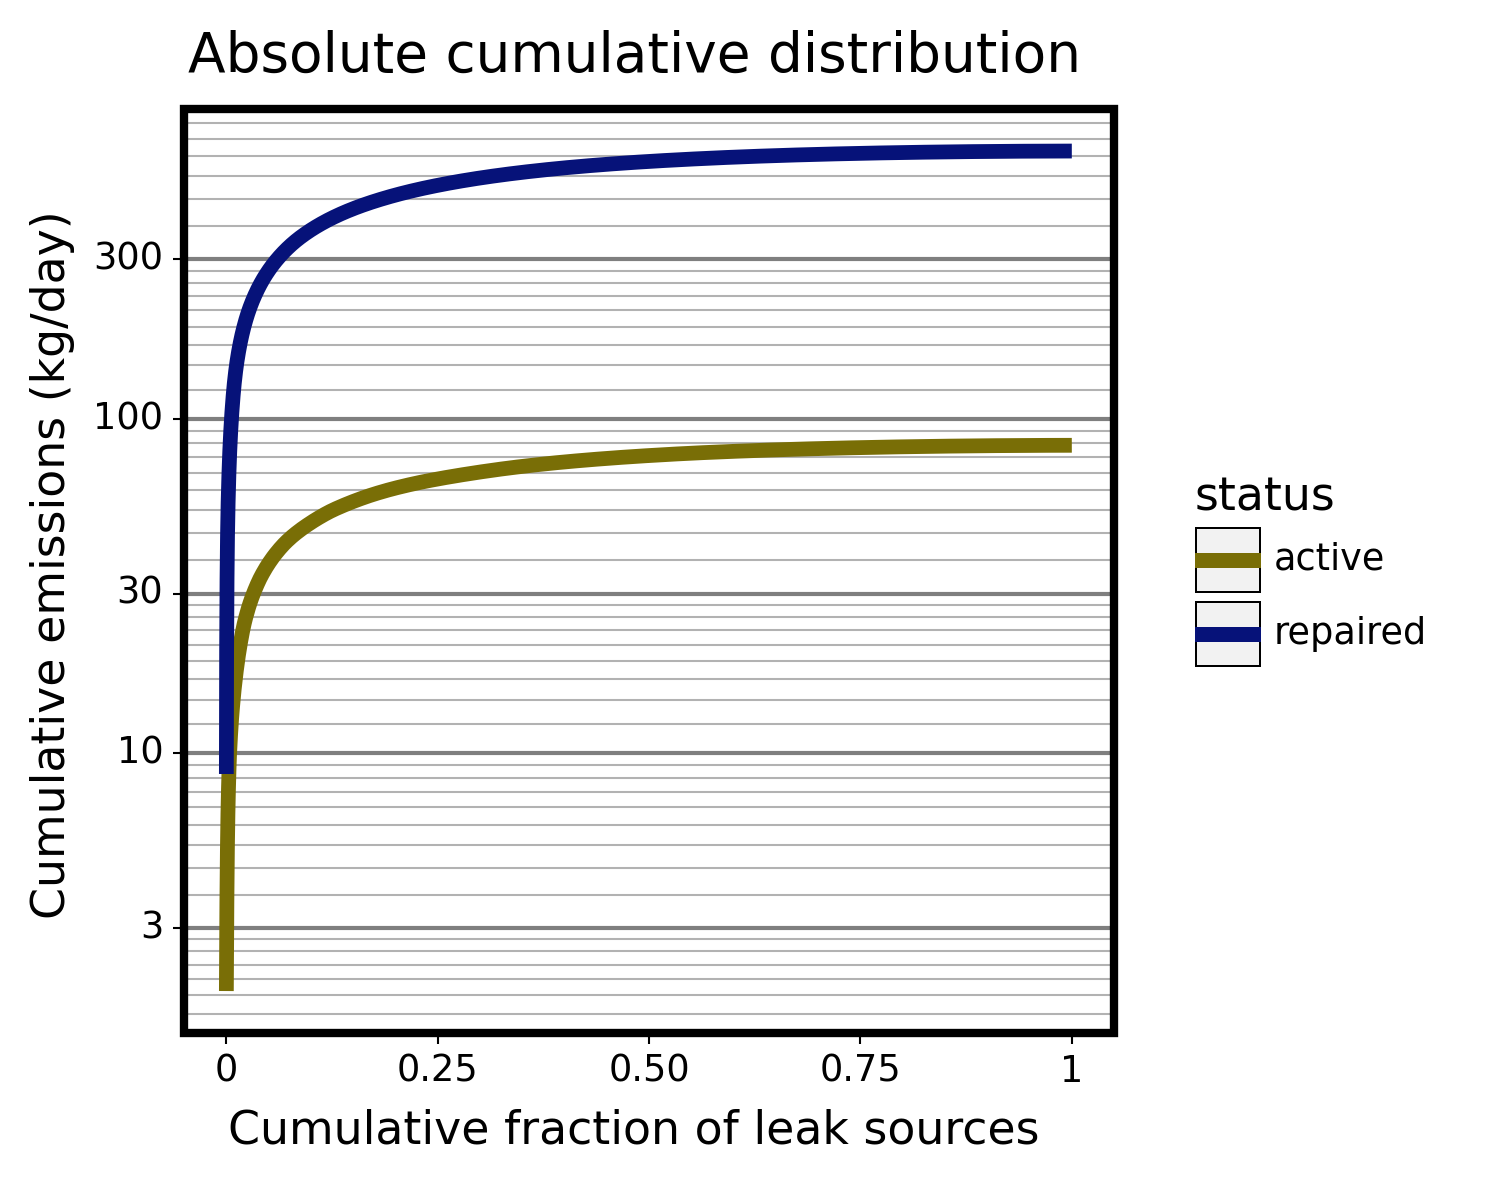 Absolute cumulative distribution
Cumulative emissions (kg/day)
300
100
30
10
3
0
0.25
0.50
0.75
1
Cumulative fraction of leak sources
status
active
repaired